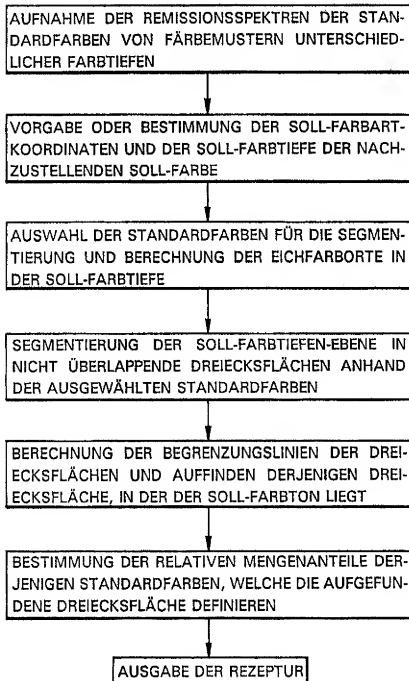 AUFNAHME DER REMISSIONSSPEKTREN DER STAN-
DARDFARBEN VON FÄRBEMUSTERN UNTERSCHIED-
LICHER FARBTIEFEN
VORGABE ODER BESTIMMUNG DER SOLL-FARBART-
KOORDINATEN UND DER SOLL-FARBTIEFE DER NACH-
ZUSTELLENDEN SOLL-FARBE
AUSWAHL DER STANDARDFARBEN FÜR DIE SEGMEN-
TIERUNG UND BERECHNUNG DER EICHFARBORTE IN
DER SOLL-FARBTIEFE
SEGMENTIERUNG DER SOLL-FARBTIEFEN-EBENE IN
NICHT ÜBERLAPPENDE DREIECKSFLÄCHEN ANHAND
DER AUSGEWÄHLTEN STANDARDFARBEN
BERECHNUNG DER BEGRENZUNGSLINIEN DER DREI-
ECKSFLÄCHEN UND AUFFINDEN DERJENIGEN DREI-
ECKSFLÄCHE, IN DER DER SOLL-FARBTON LIEGT
BESTIMMUNG DER RELATIVEN MENGENANTEILE DER-
JENIGEN STANDARDFARBEN, WELCHE DIE AUFGEFUN-
DENE DREIECKSFLÄCHE DEFINIEREN
AUSGABE DER REZEPTUR